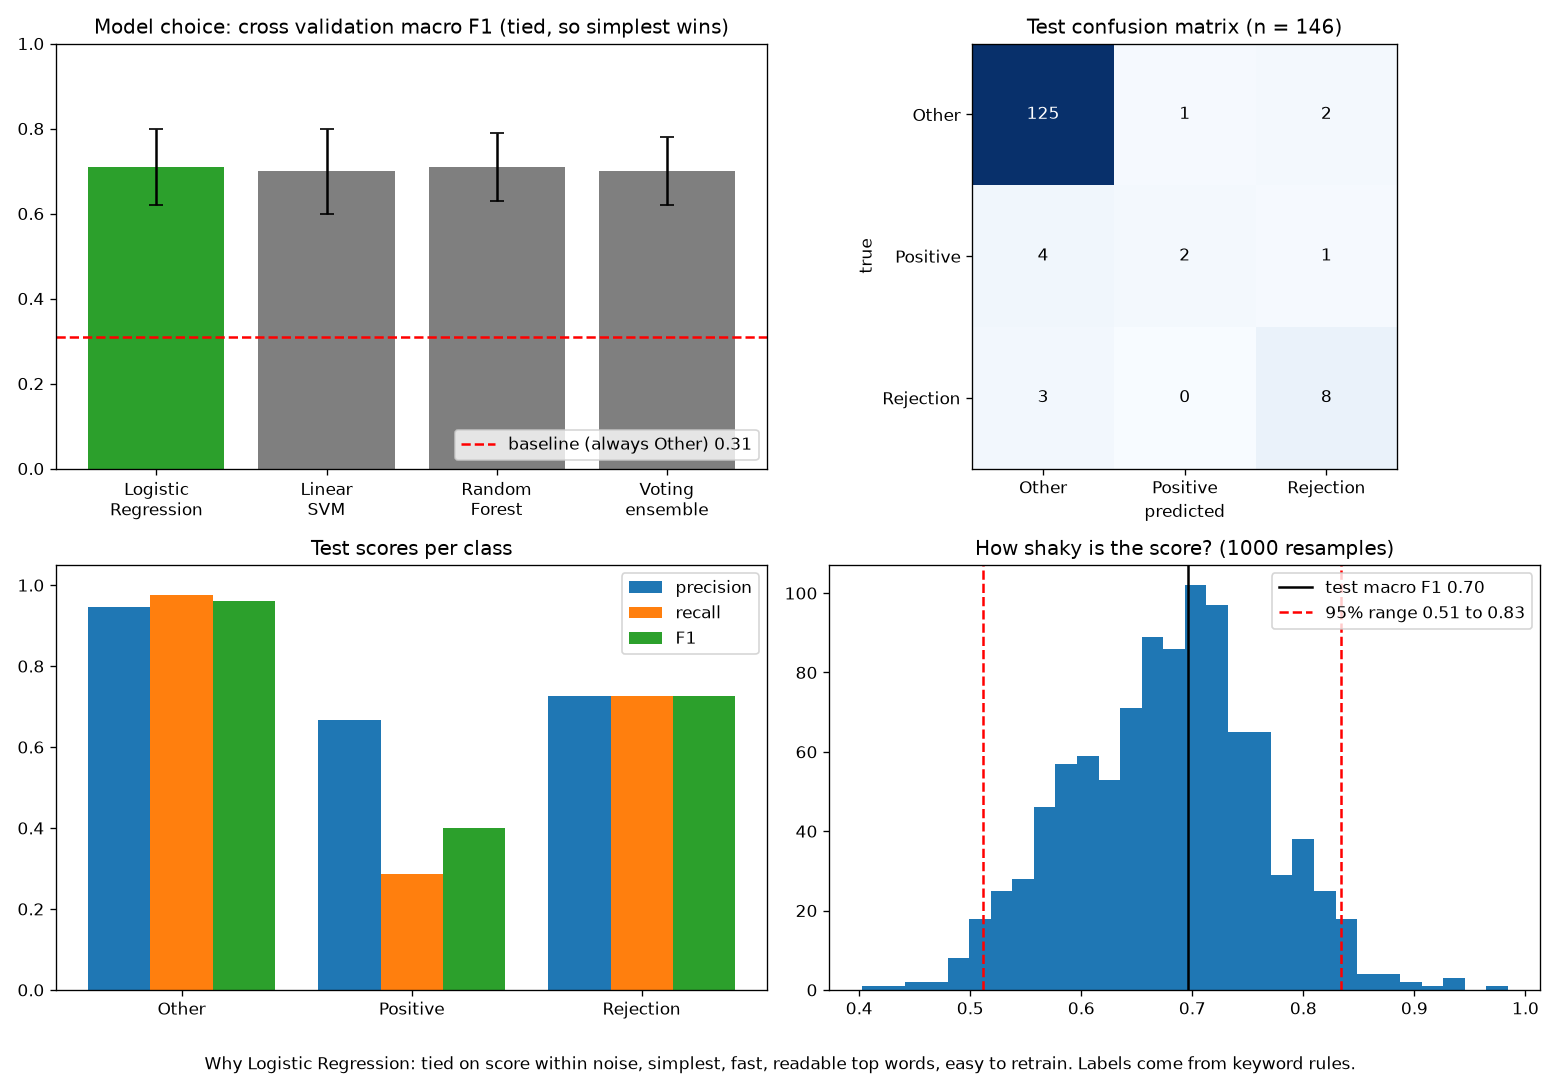 Model choice: cross validation macro F1 (tied, so simplest wins)
1.0
0.8
0.6
0.4
0.2
0.0
baseline (always Other) 0.31
Logistic
Regression
Linear
SVM
Random
Forest
Voting
ensemble
Test confusion matrix (n = 146)
true
Other
Positive
Rejection
125 1 2
4 2 1
3 0 8
Other Positive Rejection
predicted
Test scores per class
1.0
0.8
0.6
0.4
0.2
0.0
precision
recall
F1
Other Positive Rejection
How shaky is the score? (1000 resamples)
100
80
60
40
20
0
test macro F1 0.70
95% range 0.51 to 0.83
0.4 0.5 0.6 0.7 0.8 0.9 1.0
Why Logistic Regression: tied on score within noise, simplest, fast, readable top words, easy to retrain. Labels come from keyword rules.